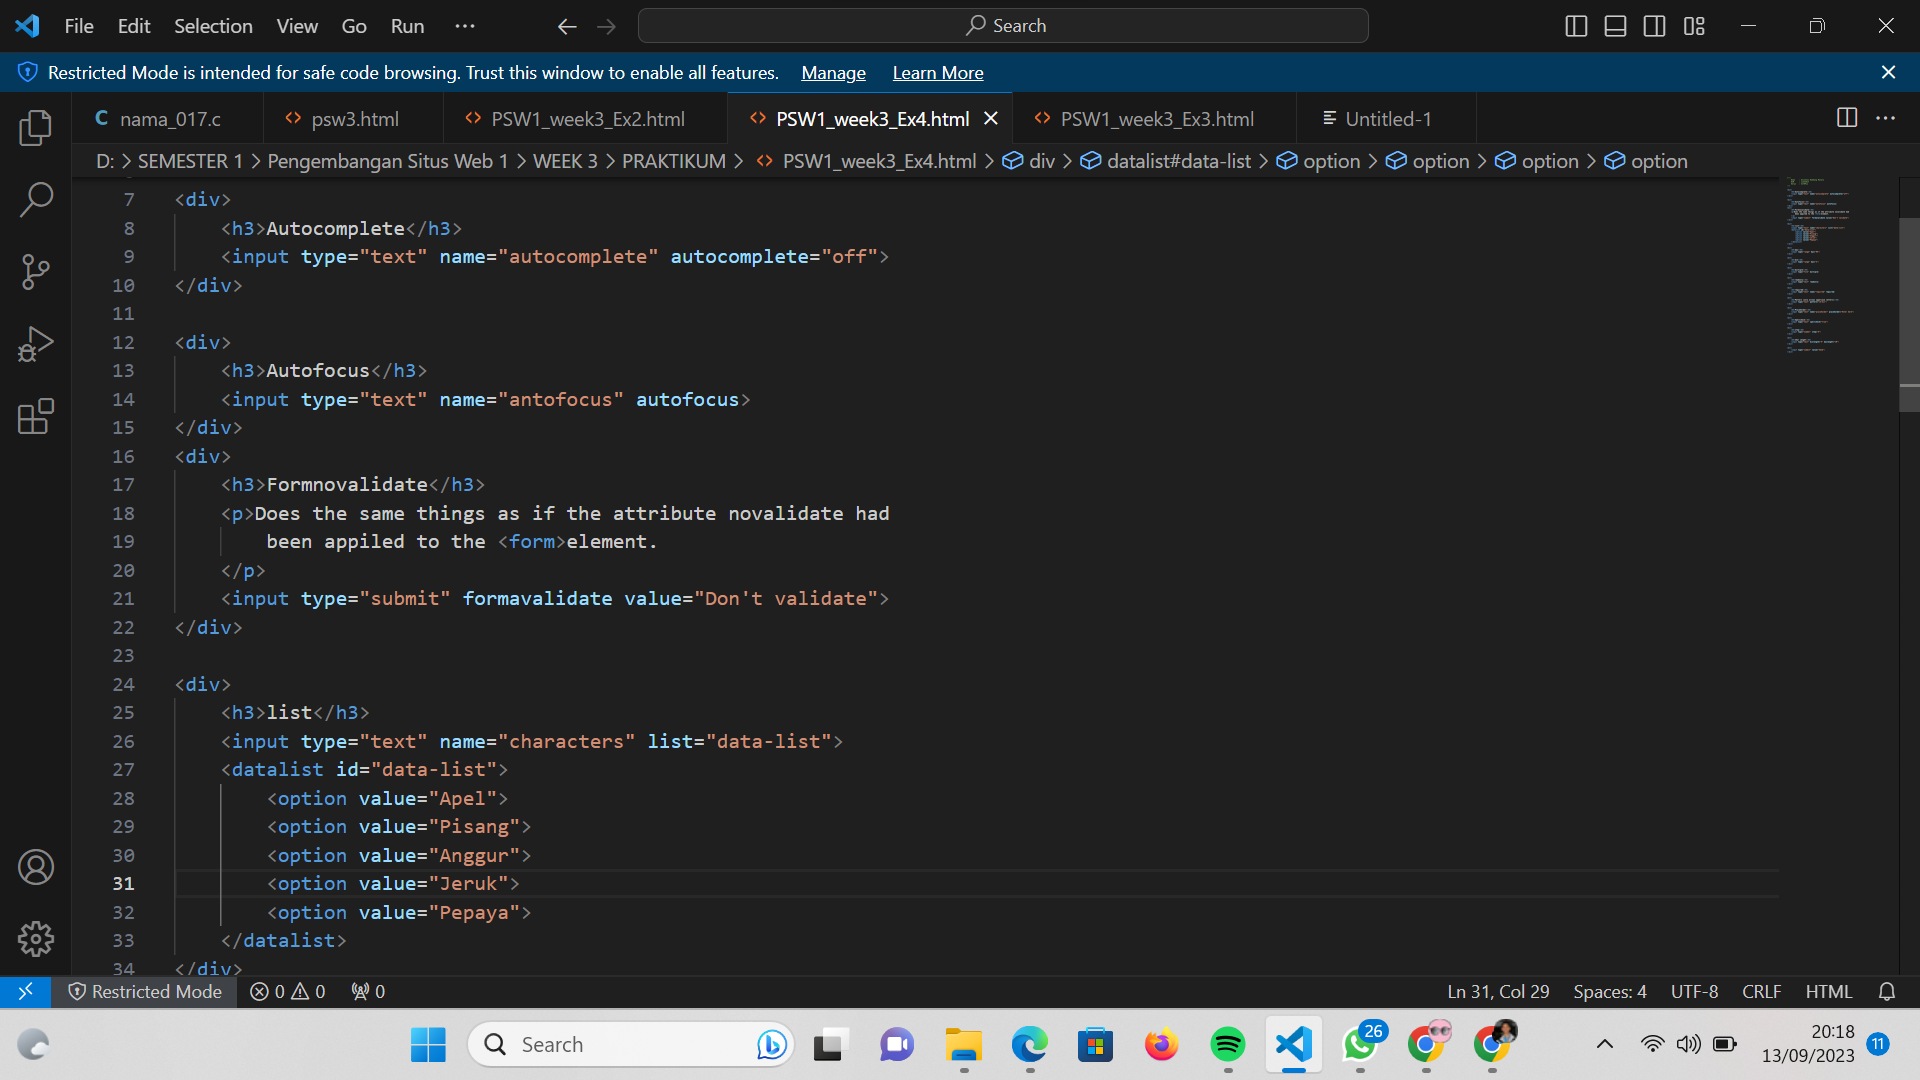 File Edit Selection View Go Run ··· Search
Restricted Mode is intended for safe code browsing. Trust this window to enable all features. Manage Learn More
C nama_017.c <> psw3.html <> PSW1_week3_Ex2.html <> PSW1_week3_Ex4.html <> PSW1_week3_Ex3.html Untitled-1 ···
D: > SEMESTER 1 > Pengembangan Situs Web 1 > WEEK 3 > PRAKTIKUM > <> PSW1_week3_Ex4.html > div > datalist#data-list > option > option > option > option
7 <div>
8 <h3>Autocomplete</h3>
9 <input type="text" name="autocomplete" autocomplete="off">
10 </div>
11
12 <div>
13 <h3>Autofocus</h3>
14 <input type="text" name="antofocus" autofocus>
15 </div>
16 <div>
17 <h3>Formnovalidate</h3>
18 <p>Does the same things as if the attribute novalidate had
19 been appiled to the <form>element.
20 </p>
21 <input type="submit" formavalidate value="Don't validate">
22 </div>
23
24 <div>
25 <h3>list</h3>
26 <input type="text" name="characters" list="data-list">
27 <datalist id="data-list">
28 <option value="Apel">
29 <option value="Pisang">
30 <option value="Anggur">
31 <option value="Jeruk">
32 <option value="Pepaya">
33 </datalist>
34 </div>
Restricted Mode 0 0 0 Ln 31, Col 29 Spaces: 4 UTF-8 CRLF HTML
Search 26 20:18
13/09/2023 11